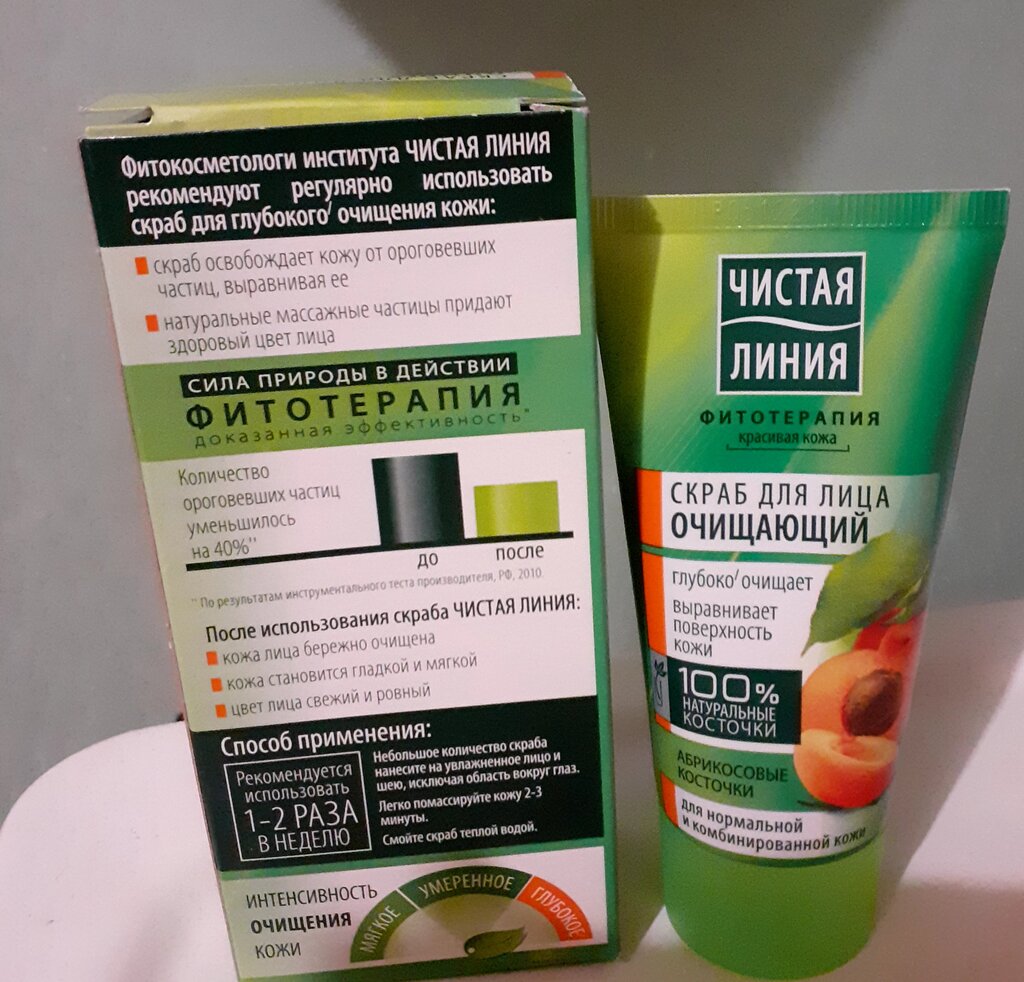 Фитокосметологи института ЧИСТАЯ ЛИНИЯ
рекомендуют регулярно использовать
скраб для глубокого/ очищения кожи:
скраб освобождает кожу от ороговевших
частиц, выравнивая ее
натуральные массажные частицы придают
здоровый цвет лица
СИЛА ПРИРОДЫ В ДЕЙСТВИИ
ФИТОТЕРАПИЯ
доказанная эффективность*
Количество
ороговевших частиц
уменьшилось
на 40%**
до
после
** По результатам инструментального теста производителя, РФ, 2010.
После использования скраба ЧИСТАЯ ЛИНИЯ:
кожа лица бережно очищена
кожа становится гладкой и мягкой
цвет лица свежий и ровный
Способ применения:
Рекомендуется
использовать
1-2 РАЗА
В НЕДЕЛЮ
Небольшое количество скраба
нанесите на увлажненное лицо и
шею, исключая область вокруг глаз.
Легко помассируйте кожу 2-3
минуты.
Смойте скраб теплой водой.
ИНТЕНСИВНОСТЬ
ОЧИЩЕНИЯ
КОЖИ
МЯГКОЕ
УМЕРЕННОЕ
ГЛУБОКОЕ
ЧИСТАЯ
ЛИНИЯ
ФИТОТЕРАПИЯ
красивая кожа
СКРАБ ДЛЯ ЛИЦА
ОЧИЩАЮЩИЙ
глубоко/ очищает
выравнивает
поверхность
кожи
100%
НАТУРАЛЬНЫЕ
КОСТОЧКИ
АБРИКОСОВЫЕ
КОСТОЧКИ
для нормальной
и комбинированной кожи